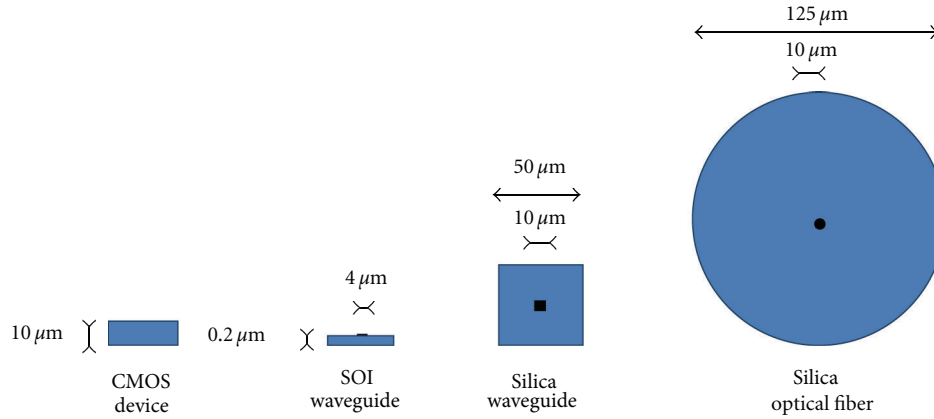 125 μm
10 μm
50 μm
10 μm
4 μm
10 μm
0.2 μm
CMOS
device
SOI
waveguide
Silica
waveguide
Silica
optical fiber